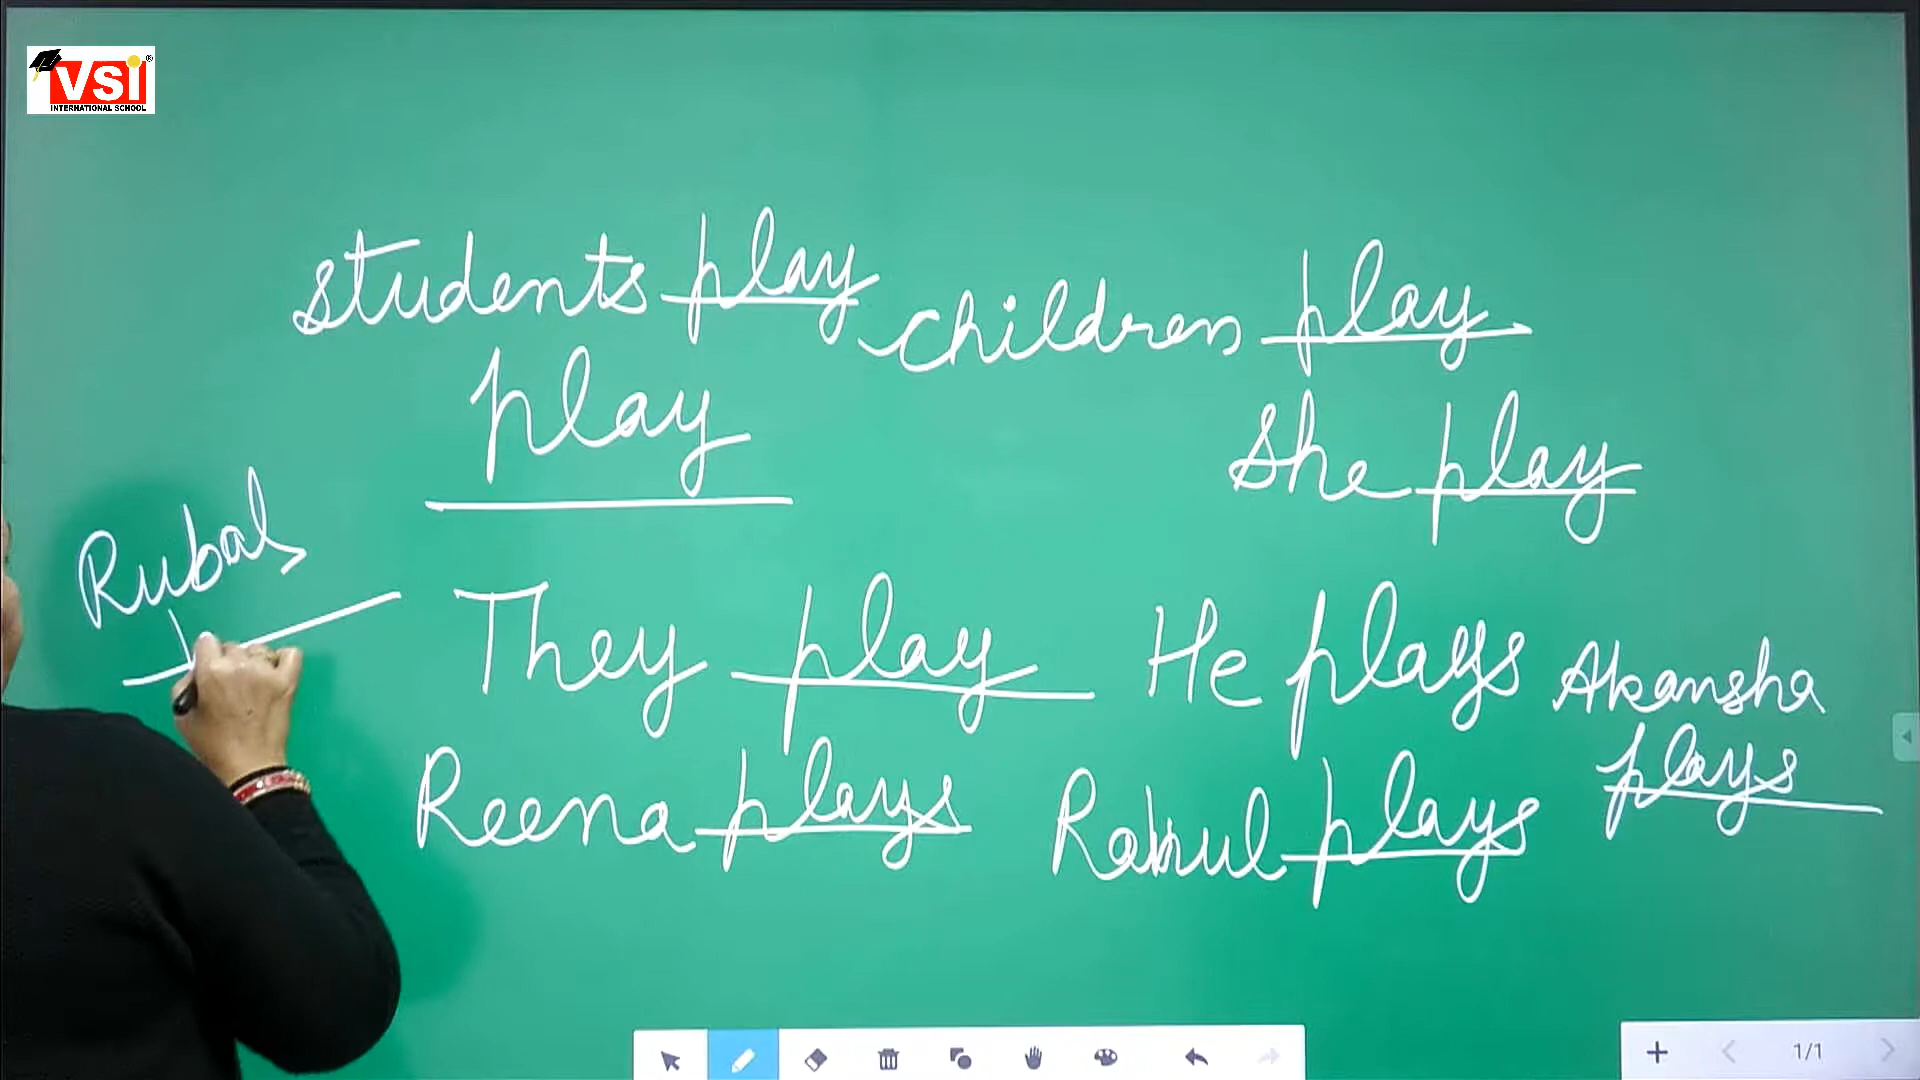 VSI
INTERNATIONAL SCHOOL
students play
children play
play
She play
Rubal
They play
He plays
Akansha
plays
Reena plays
Rahul plays
1/1